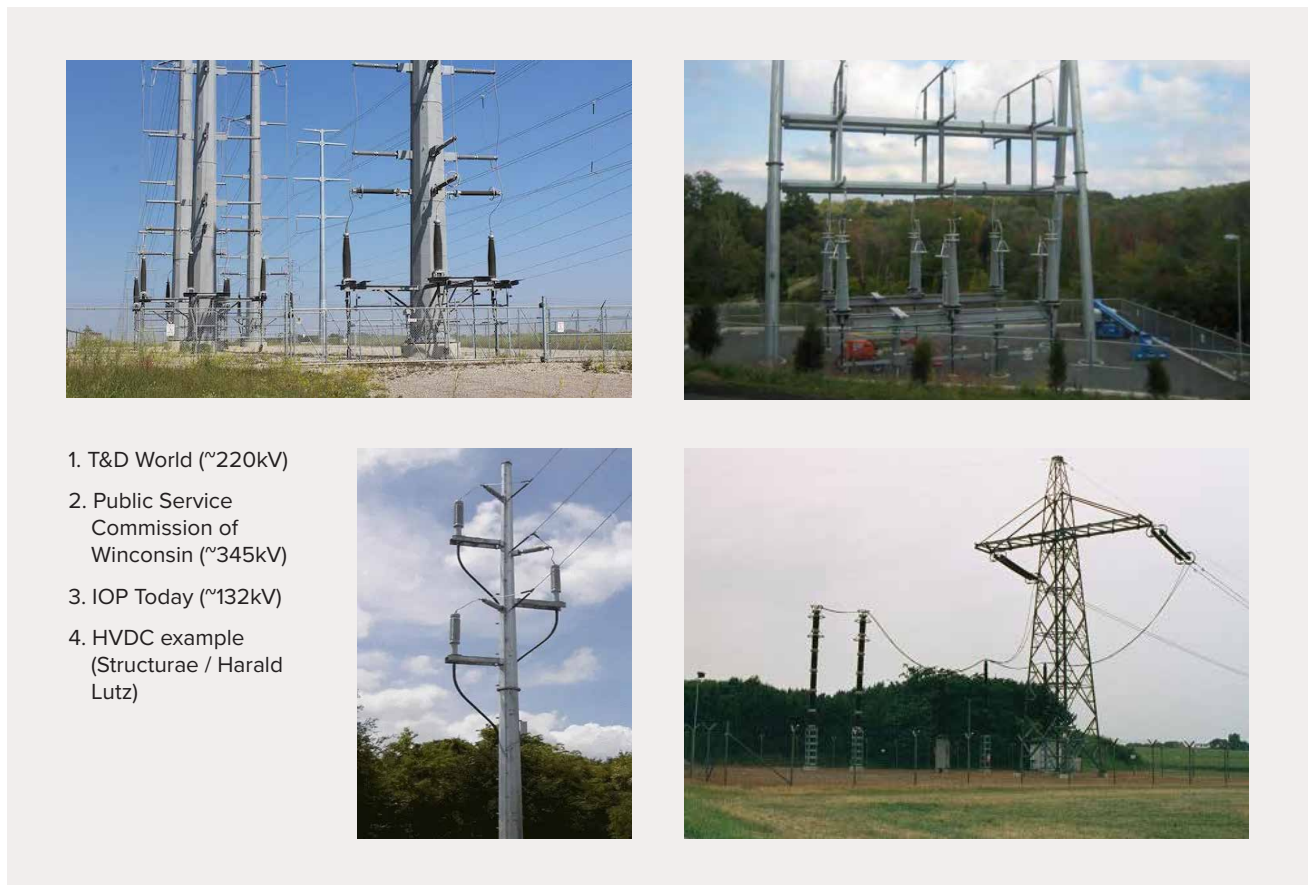 1. T&D World (~220kV)
2. Public Service
Commission of
Winconsin (~345kV)
3. IOP Today (~132kV)
4. HVDC example
(Structurae / Harald
Lutz)